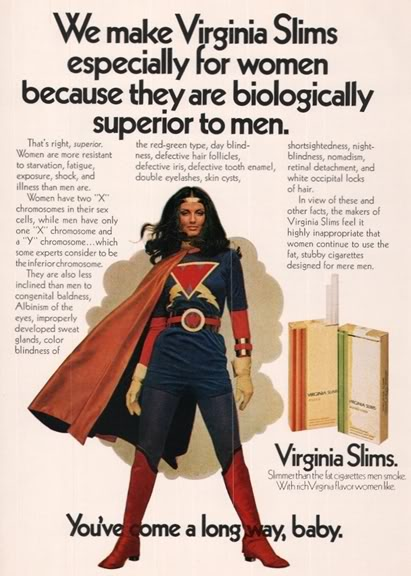 We make Virginia Slims
especially for women
because they are biologically
superior to men.
That's right, superior.
Women are more resistant
to starvation, fatigue,
exposure, shock, and
illness than men are.
Women have two "X"
chromosomes in their sex
cells, while men have only
one "X" chromosome and
a "Y" chromosome...which
some experts consider to be
the inferior chromosome.
They are also less
inclined than men to
congenital baldness,
Albinism of the
eyes, improperly
developed sweat
glands, color
blindness of
the red-green type, day blind-
ness, defective hair follicles,
defective iris, defective tooth enamel,
double eyelashes, skin cysts,
shortsightedness, night-
blindness, nomadism,
retinal detachment, and
white occipital locks
of hair.
In view of these and
other facts, the makers of
Virginia Slims feel it
highly inappropriate that
women continue to use the
fat, stubby cigarettes
designed for mere men.
VIRGINIA SLIMS
VIRGINIA SLIMS
Virginia Slims.
Slimmer than the fat cigarettes men smoke.
With rich Virginia flavor women like.
You've come a long way, baby.